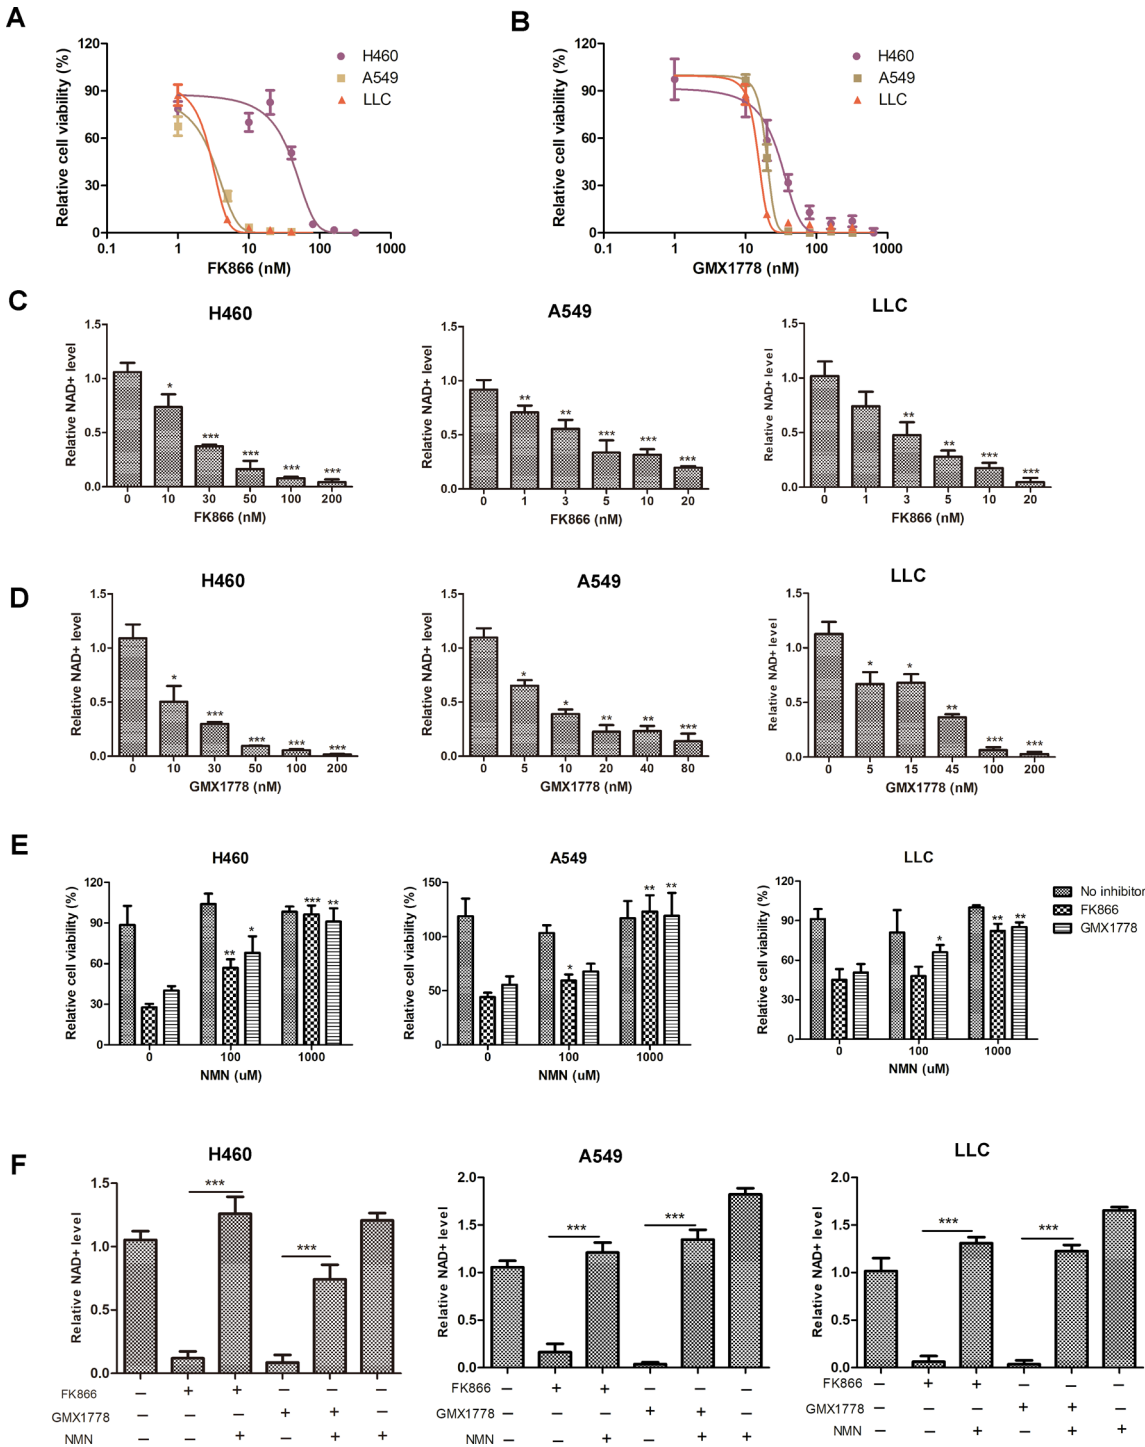 A
B
120
90
60
30
0
Relative cell viability (%)
H460
A549
LLC
0.1
1
10
100
1000
FK866 (nM)
120
90
60
30
0
Relative cell viability (%)
H460
A549
LLC
0.1
1
10
100
1000
GMX1778 (nM)
C
H460
Relative NAD+ level
1.5
1.0
0.5
0.0
* *** *** *** ***
0 10 30 50 100 200
FK866 (nM)
A549
Relative NAD+ level
1.5
1.0
0.5
0.0
** ** *** *** ***
0 1 3 5 10 20
FK866 (nM)
LLC
Relative NAD+ level
1.5
1.0
0.5
0.0
** ** *** ***
0 1 3 5 10 20
FK866 (nM)
D
H460
Relative NAD+ level
1.5
1.0
0.5
0.0
* *** *** *** ***
0 10 30 50 100 200
GMX1778 (nM)
A549
Relative NAD+ level
1.5
1.0
0.5
0.0
* * ** ** ***
0 5 10 20 40 80
GMX1778 (nM)
LLC
Relative NAD+ level
1.5
1.0
0.5
0.0
* * ** *** ***
0 5 15 45 100 200
GMX1778 (nM)
E
H460
Relative cell viability (%)
120
90
60
30
0
** * *** **
0 100 1000
NMN (uM)
A549
Relative cell viability (%)
150
100
50
0
* ** **
0 100 1000
NMN (uM)
LLC
Relative cell viability (%)
120
90
60
30
0
* ** **
0 100 1000
NMN (uM)
No inhibitor
FK866
GMX1778
F
H460
Relative NAD+ level
1.5
1.0
0.5
0.0
*** ***
FK866 – + + – – –
GMX1778 – – – + + –
NMN – – + – + +
A549
Relative NAD+ level
2.0
1.5
1.0
0.5
0.0
*** ***
FK866 – + + – – –
GMX1778 – – – + + –
NMN – – + – + +
LLC
Relative NAD+ level
2.0
1.5
1.0
0.5
0.0
*** ***
FK866 – + + – – –
GMX1778 – – – + + –
NMN – – + – + +